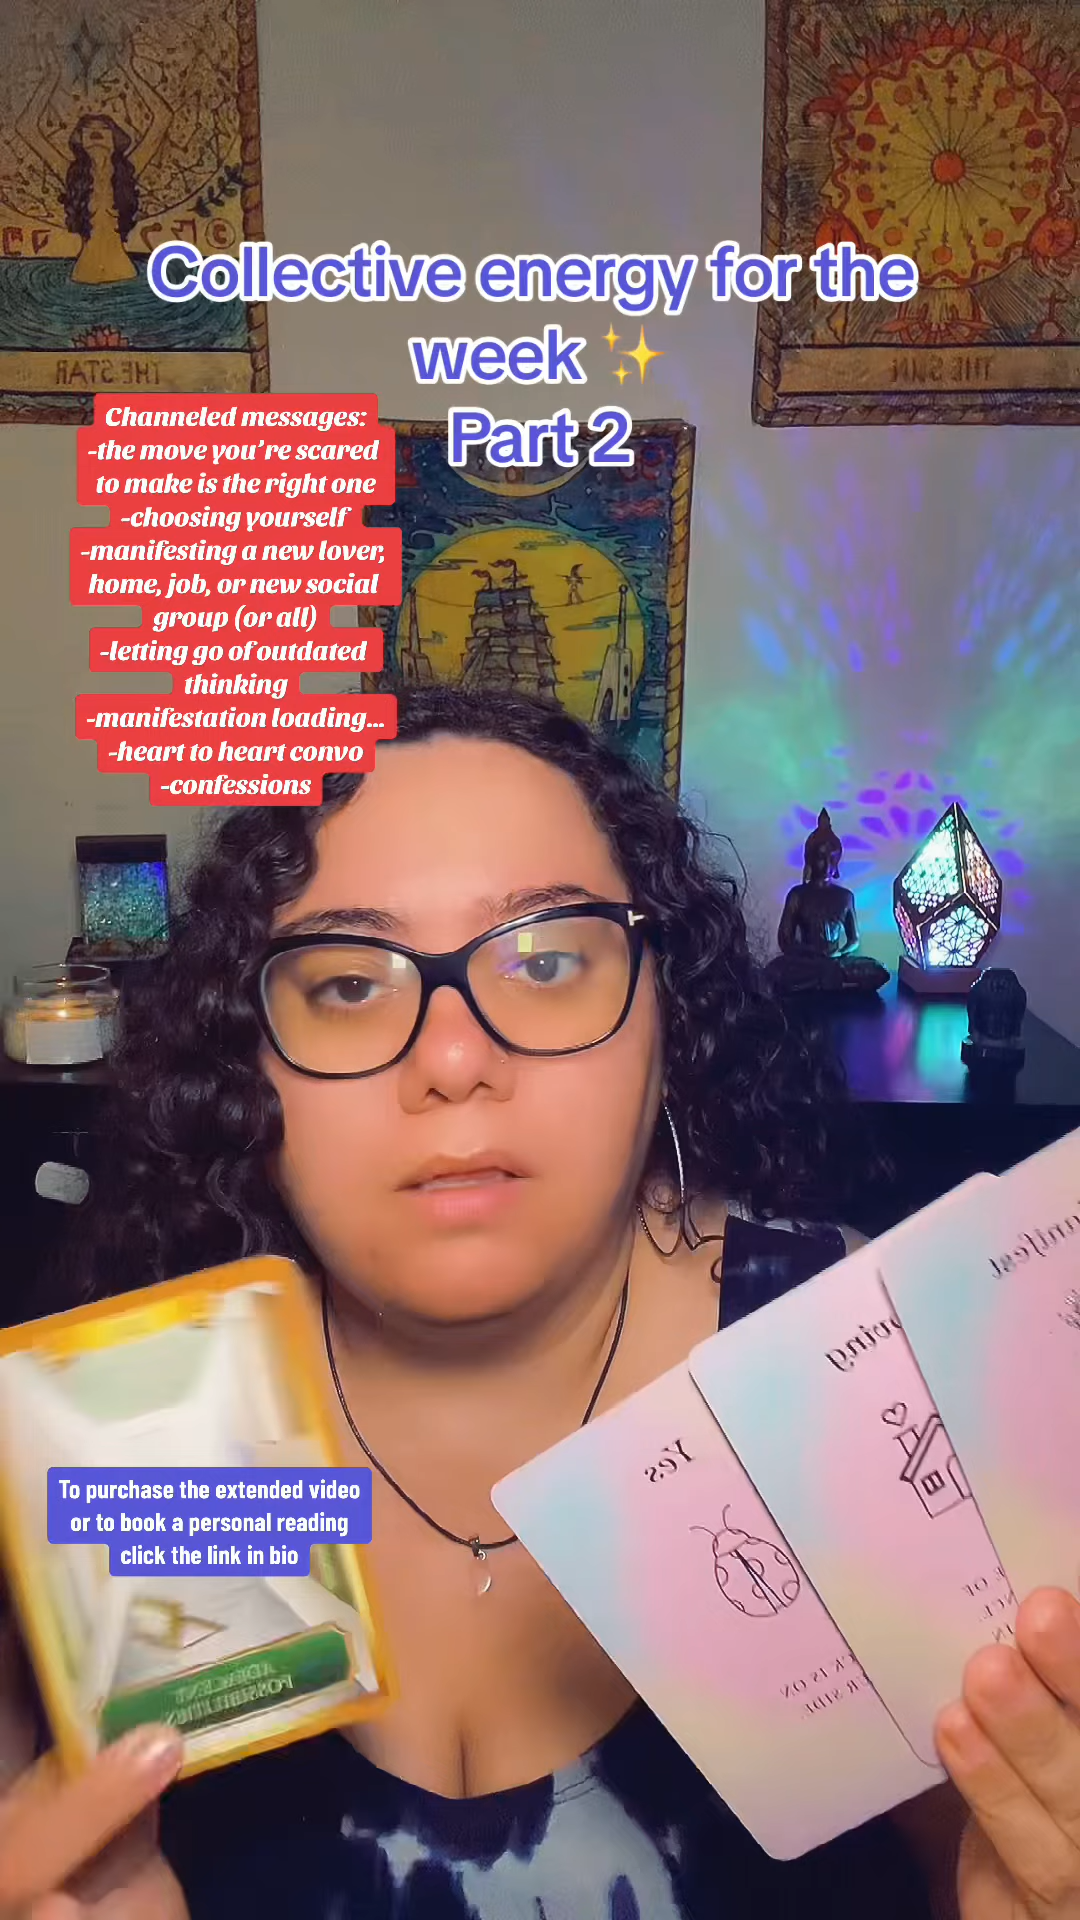 Collective energy for the
week ✨
Part 2
Channeled messages:
-the move you're scared
to make is the right one
-choosing yourself
-manifesting a new lover,
home, job, or new social
group (or all)
-letting go of outdated
thinking
-manifestation loading...
-heart to heart convo
-confessions
THE STAR
THE SUN
Yes
IS ON
To purchase the extended video
or to book a personal reading
click the link in bio
POSSIBILITIES